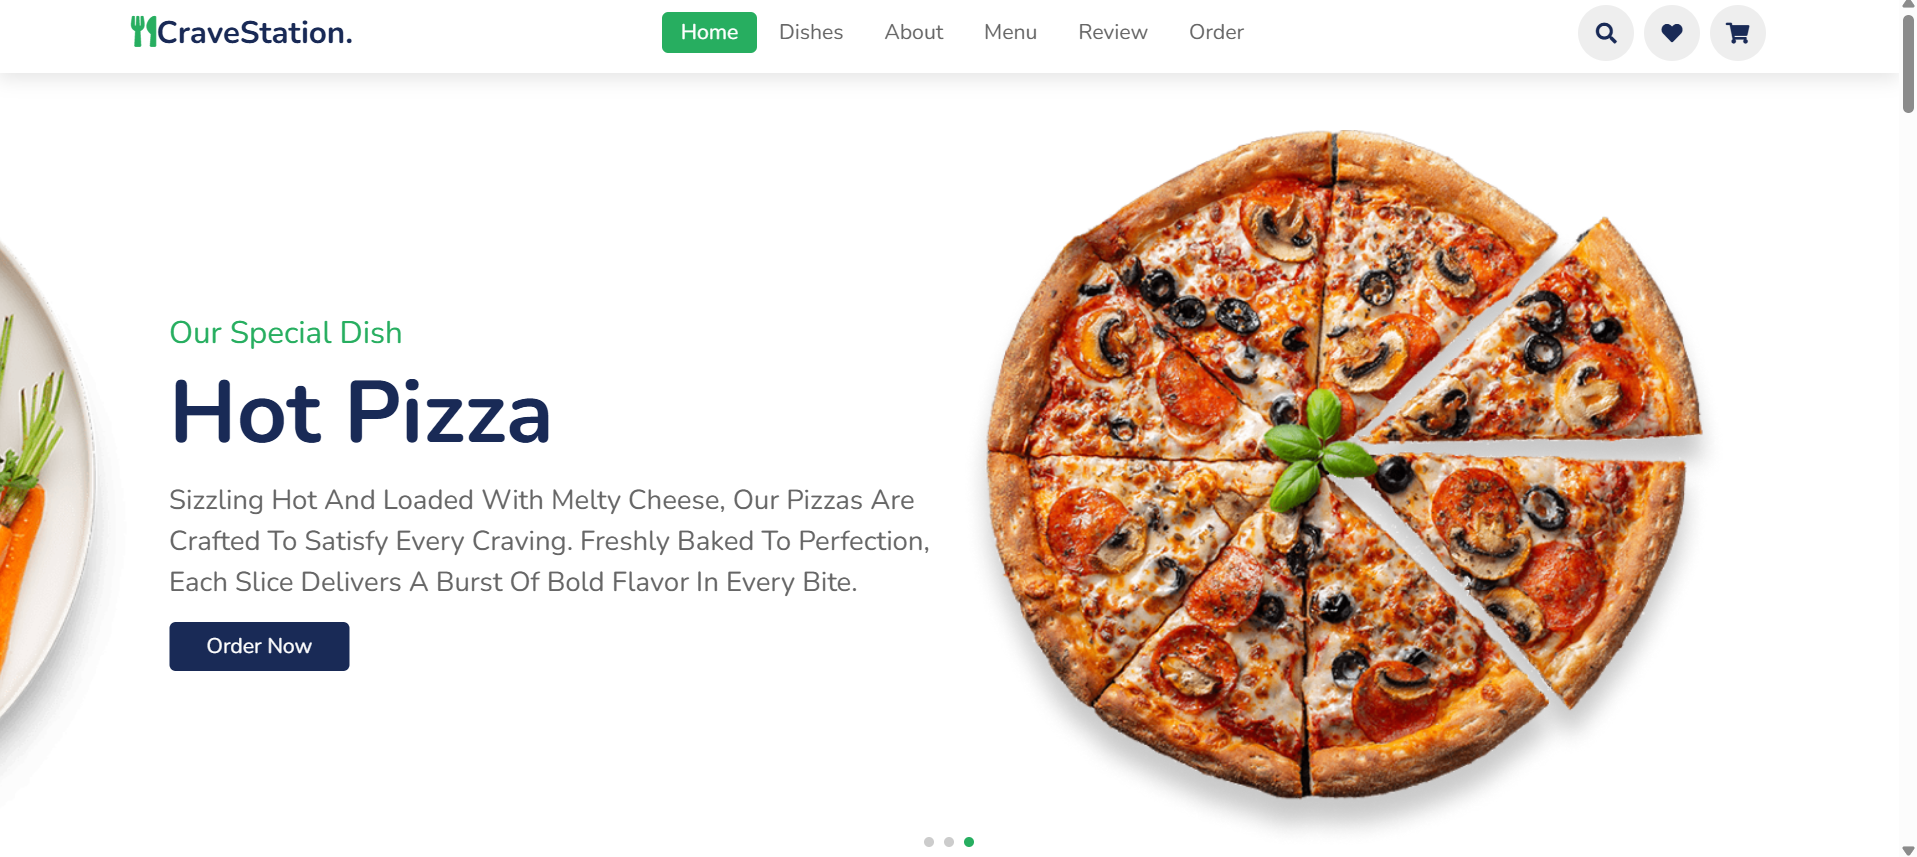 CraveStation.
Home Dishes About Menu Review Order
Our Special Dish
Hot Pizza
Sizzling Hot And Loaded With Melty Cheese, Our Pizzas Are
Crafted To Satisfy Every Craving. Freshly Baked To Perfection,
Each Slice Delivers A Burst Of Bold Flavor In Every Bite.
Order Now